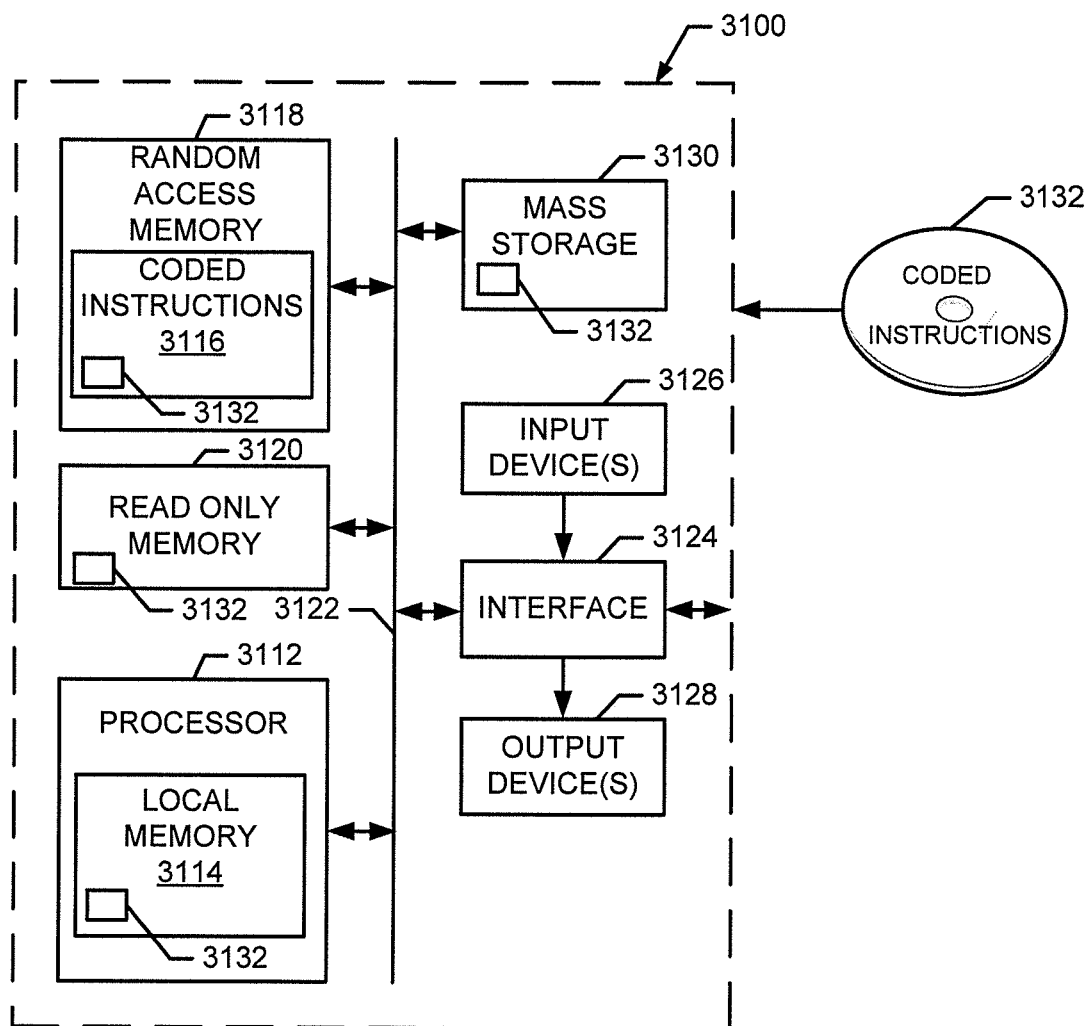 3100
3118
RANDOM
ACCESS
MEMORY
CODED
INSTRUCTIONS
3116
3132
3120
READ ONLY
MEMORY
3132
3122
3112
PROCESSOR
LOCAL
MEMORY
3114
3132
3130
MASS
STORAGE
3132
3126
INPUT
DEVICE(S)
3124
INTERFACE
3128
OUTPUT
DEVICE(S)
3132
CODED
INSTRUCTIONS